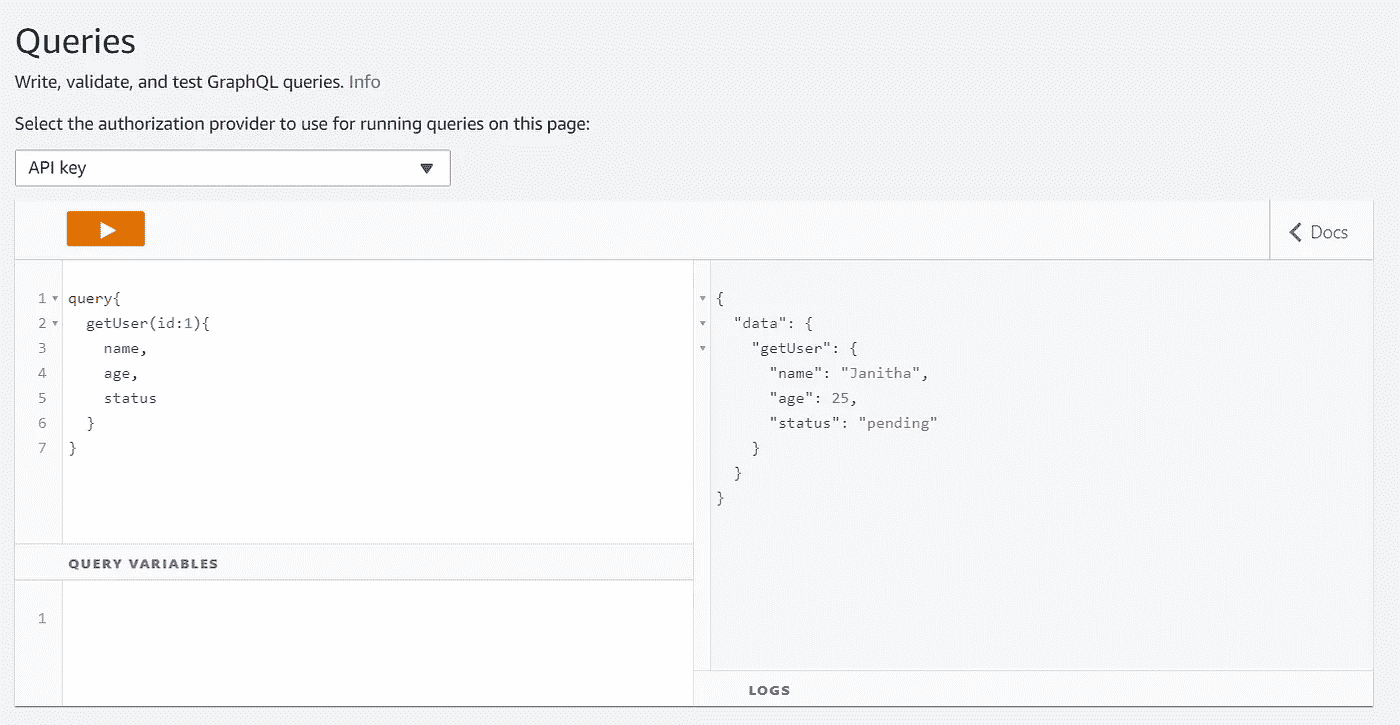 Queries
Write, validate, and test GraphQL queries. Info
Select the authorization provider to use for running queries on this page:
API key
Docs
1 query{
2 getUser(id:1){
3 name,
4 age,
5 status
6 }
7 }
QUERY VARIABLES
1
{
"data": {
"getUser": {
"name": "Janitha",
"age": 25,
"status": "pending"
}
}
}
LOGS